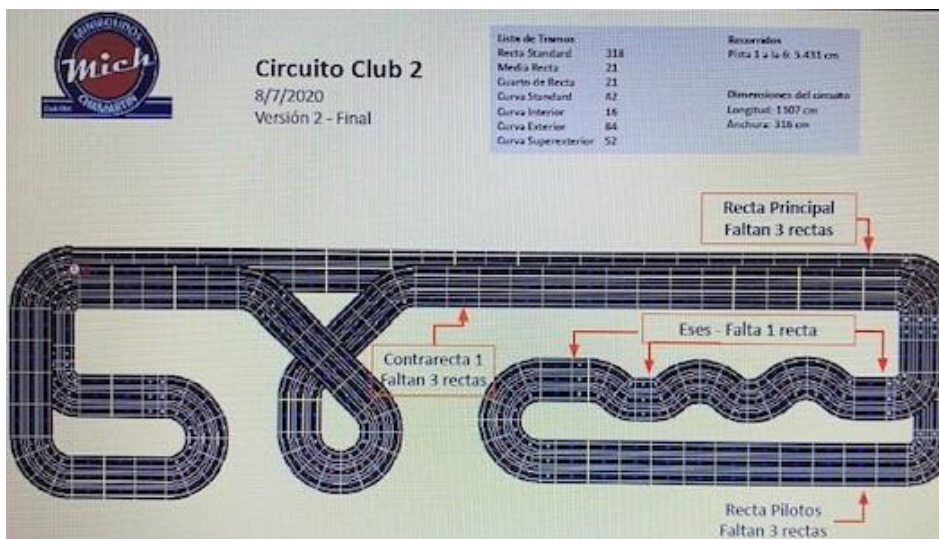 MINIBOLIDOS
Mich
CHAMARTIN
Circuito Club 2
8/7/2020
Versión 2 - Final
Lista de Tramos
Recta Standard 318
Media Recta 21
Cuarto de Recta 21
Curva Standard 42
Curva Interior 16
Curva Exterior 84
Curva Superexterior 52
Recorridos
Pista 1 a la 6: 5.431 cm
Dimensiones del circuito
Longitud: 1307 cm
Anchura: 316 cm
Recta Principal
Faltan 3 rectas
Eses - Falta 1 recta
Contrarecta 1
Faltan 3 rectas
Recta Pilotos
Faltan 3 rectas